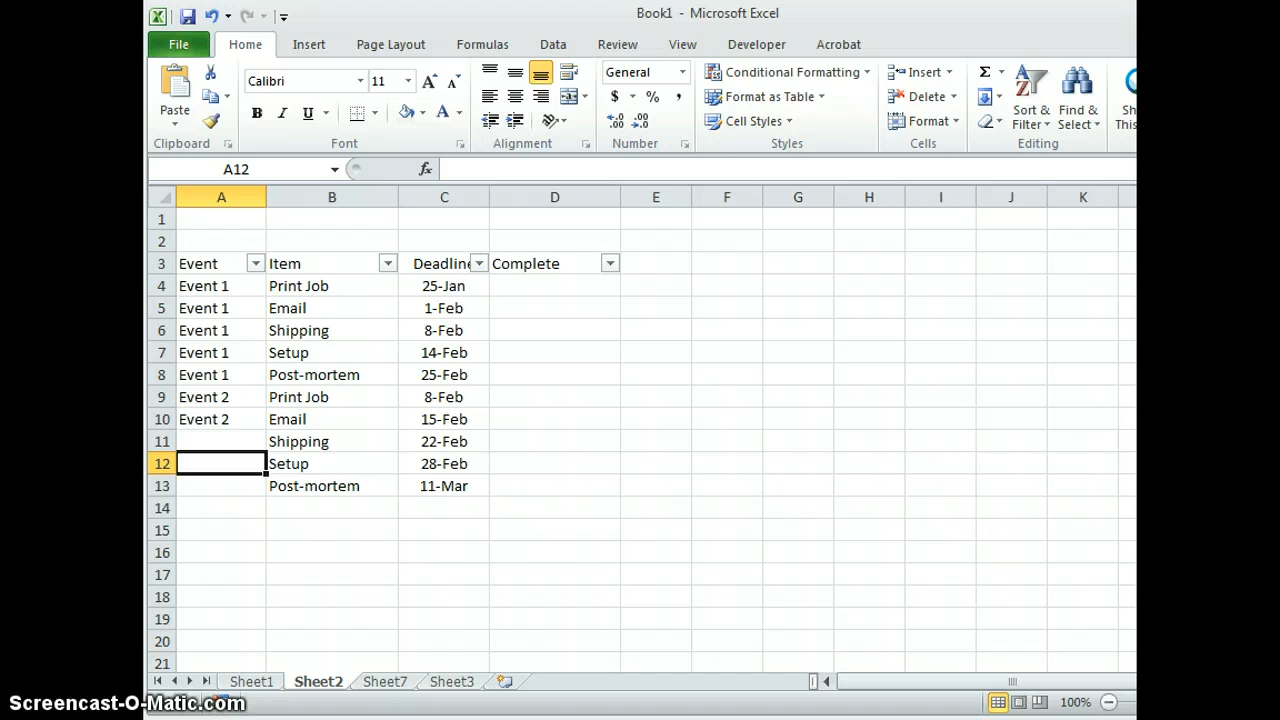 Book1 - Microsoft Excel
File Home Insert Page Layout Formulas Data Review View Developer Acrobat
Calibri 11 General Conditional Formatting Insert Σ
Paste B I U $ % , Format as Table Delete Sort & Filter Find & Select
Cell Styles Format
Clipboard Font Alignment Number Styles Cells Editing
A12 fx
A B C D E F G H I J K
1
2
3 Event Item Deadline Complete
4 Event 1 Print Job 25-Jan
5 Event 1 Email 1-Feb
6 Event 1 Shipping 8-Feb
7 Event 1 Setup 14-Feb
8 Event 1 Post-mortem 25-Feb
9 Event 2 Print Job 8-Feb
10 Event 2 Email 15-Feb
11 Shipping 22-Feb
12 Setup 28-Feb
13 Post-mortem 11-Mar
14
15
16
17
18
19
20
21
Sheet1 Sheet2 Sheet7 Sheet3
Screencast-O-Matic.com 100%